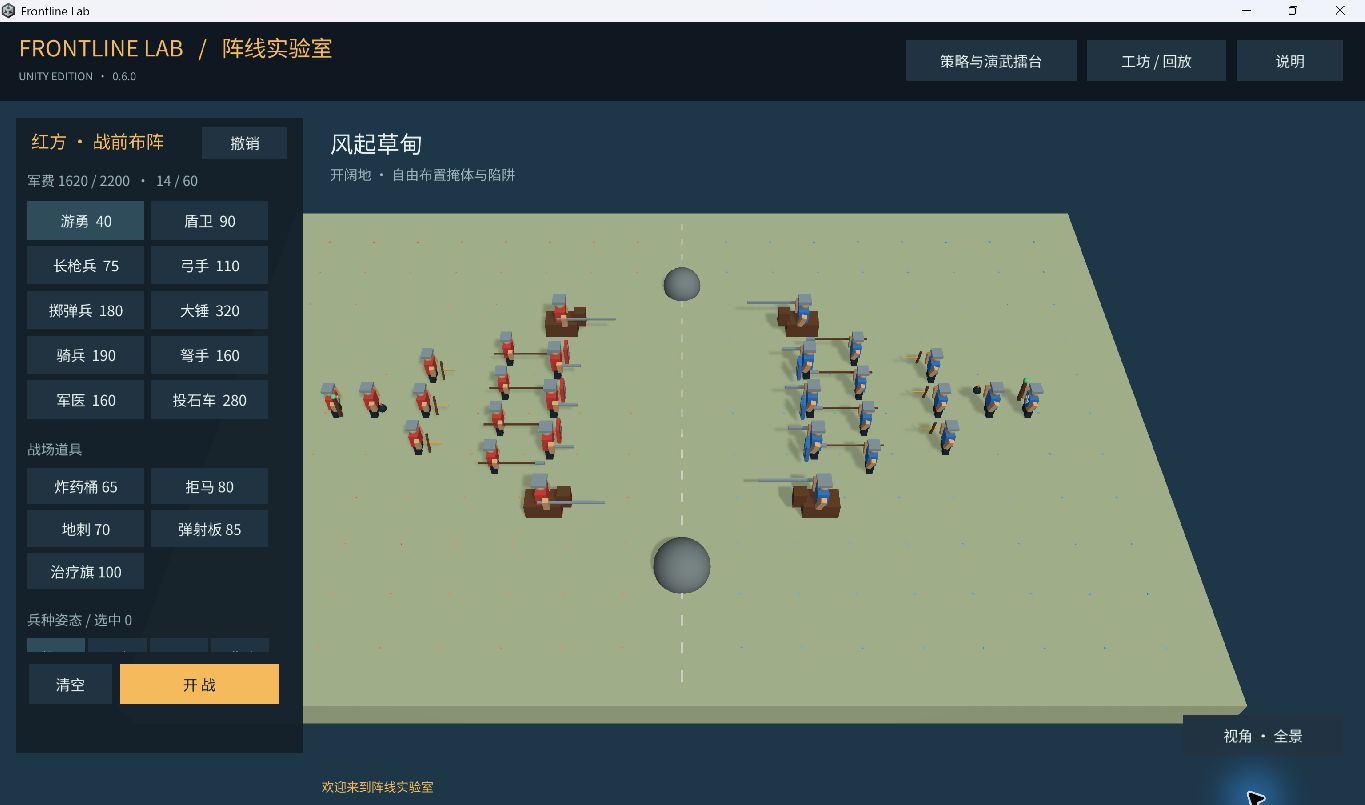 Frontline Lab
FRONTLINE LAB / 阵线实验室
UNITY EDITION · 0.6.0
策略与演武擂台
工坊 / 回放
说明
红方 · 战前布阵
撤销
军费 1620 / 2200 · 14 / 60
游勇 40
盾卫 90
长枪兵 75
弓手 110
掷弹兵 180
大锤 320
骑兵 190
弩手 160
军医 160
投石车 280
战场道具
炸药桶 65
拒马 80
地刺 70
弹射板 85
治疗旗 100
兵种姿态 / 选中 0
清空
开 战
风起草甸
开阔地 · 自由布置掩体与陷阱
视角 · 全景
欢迎来到阵线实验室